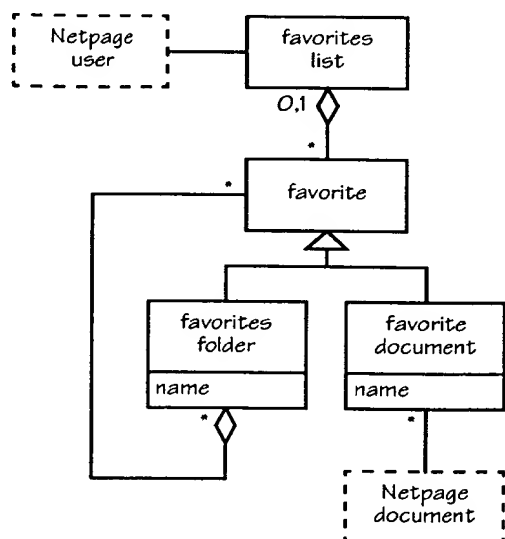 Netpage
user
favorites
list
0,1
*
*
favorite
favorites
folder
name
favorite
document
name
*
*
Netpage
document